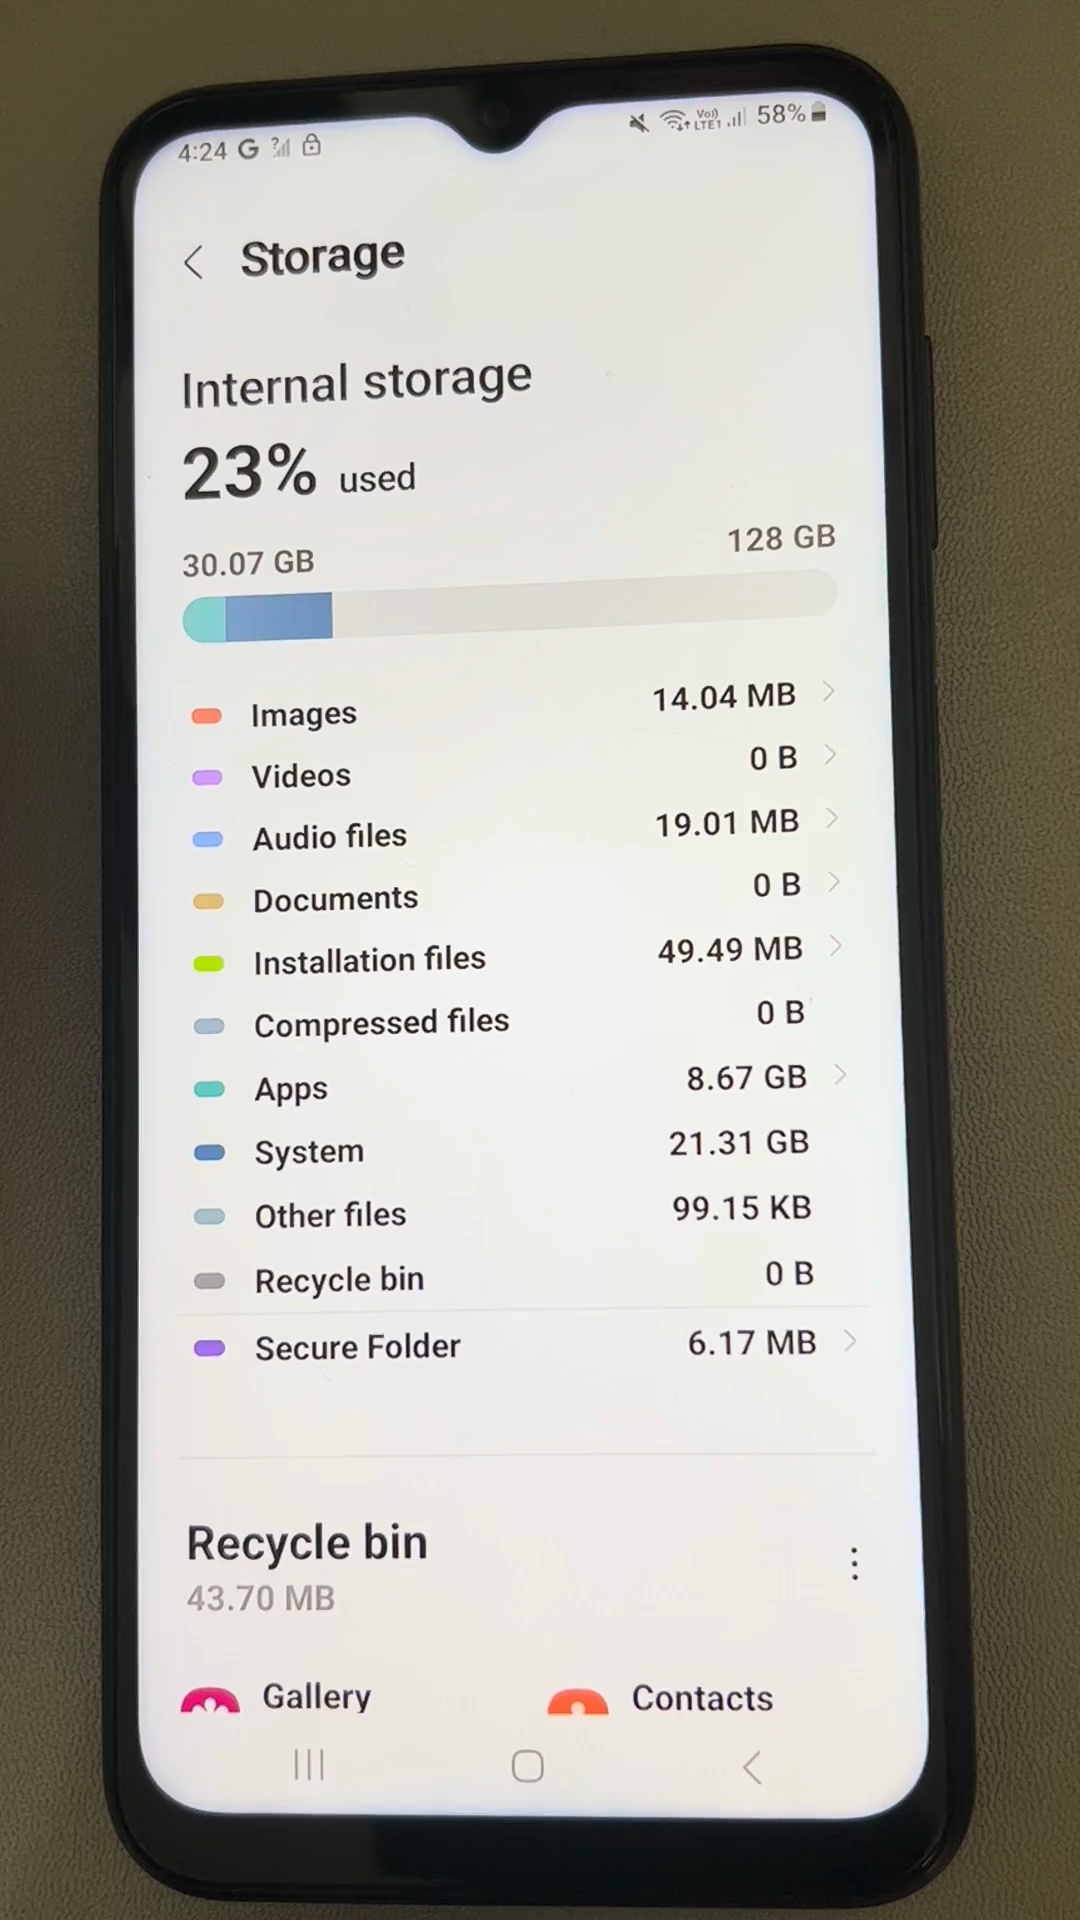 4:24 G ? Vo) LTE1 58%
Storage
Internal storage
23% used
30.07 GB 128 GB
Images 14.04 MB
Videos 0 B
Audio files 19.01 MB
Documents 0 B
Installation files 49.49 MB
Compressed files 0 B
Apps 8.67 GB
System 21.31 GB
Other files 99.15 KB
Recycle bin 0 B
Secure Folder 6.17 MB
Recycle bin
43.70 MB
Gallery Contacts